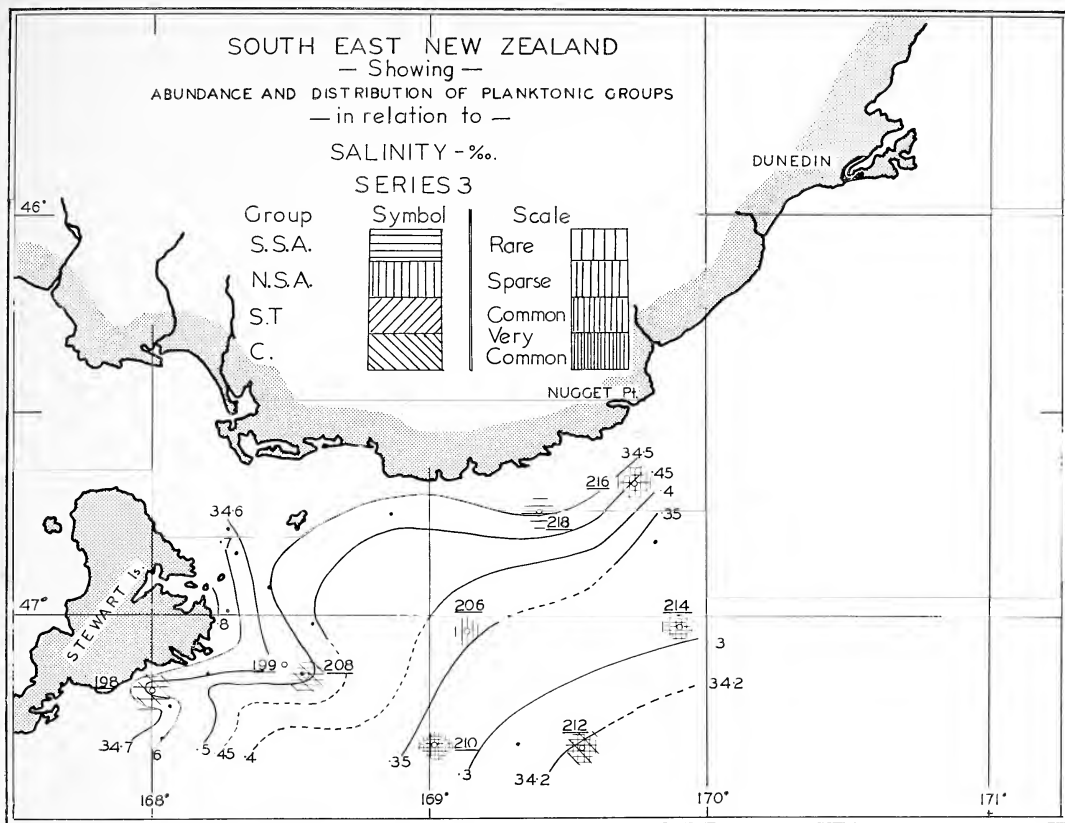 SOUTH EAST NEW ZEALAND
— Showing —
ABUNDANCE AND DISTRIBUTION OF PLANKTONIC GROUPS
— in relation to —
SALINITY - ‰.
SERIES 3
Group Symbol Scale
S.S.A. Rare
N.S.A. Sparse
S.T Common
C. Very Common
DUNEDIN
46°
NUGGET Pt.
34·5
216 ·45
·4
218 ·35
34·6
·7
47°
·8
STEWART Is.
206
214
·3
199
208
198
34·2
212
210
34·7 ·6 ·5 ·45 ·4 ·35 ·3 34·2
168° 169° 170° 171°